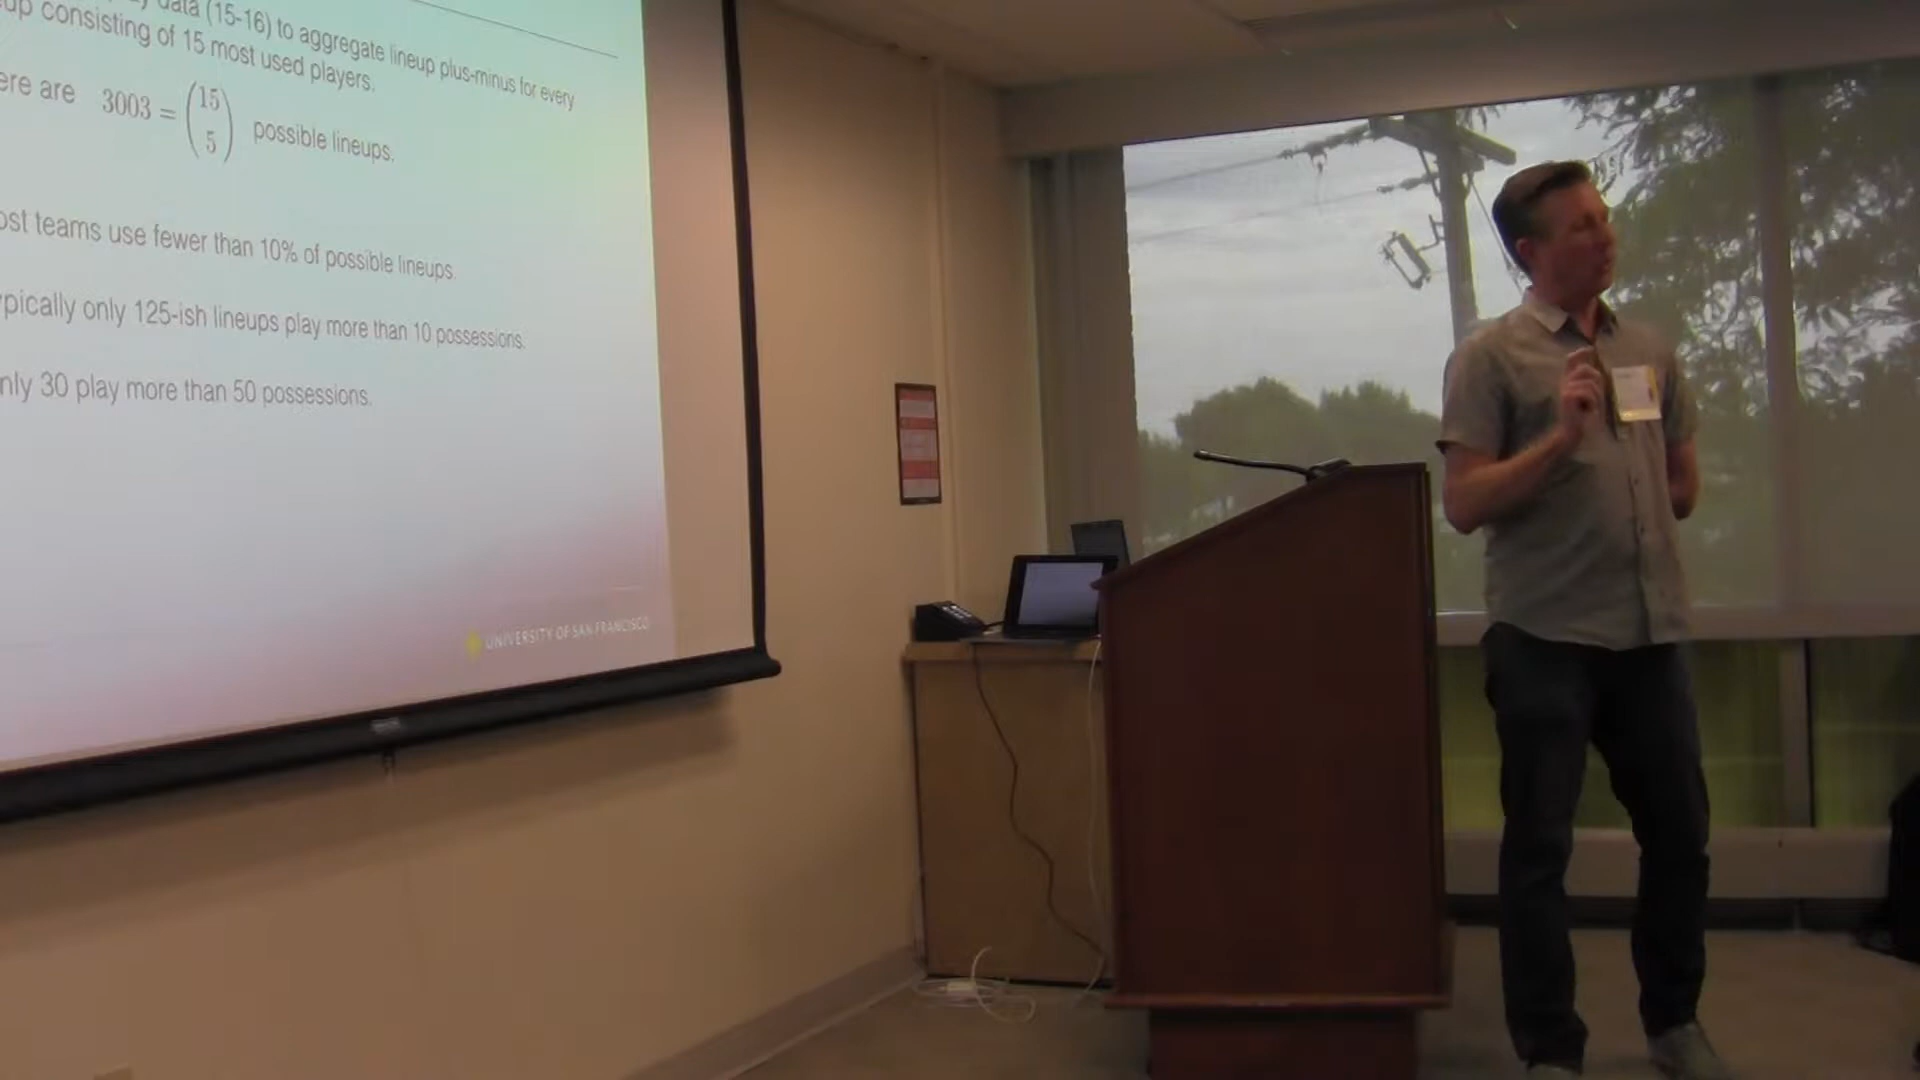 data (15-16) to aggregate lineup plus-minus for every
up consisting of 15 most used players.
ere are 3003 = (15 5) possible lineups.
ost teams use fewer than 10% of possible lineups.
ypically only 125-ish lineups play more than 10 possessions.
nly 30 play more than 50 possessions.
UNIVERSITY OF SAN FRANCISCO